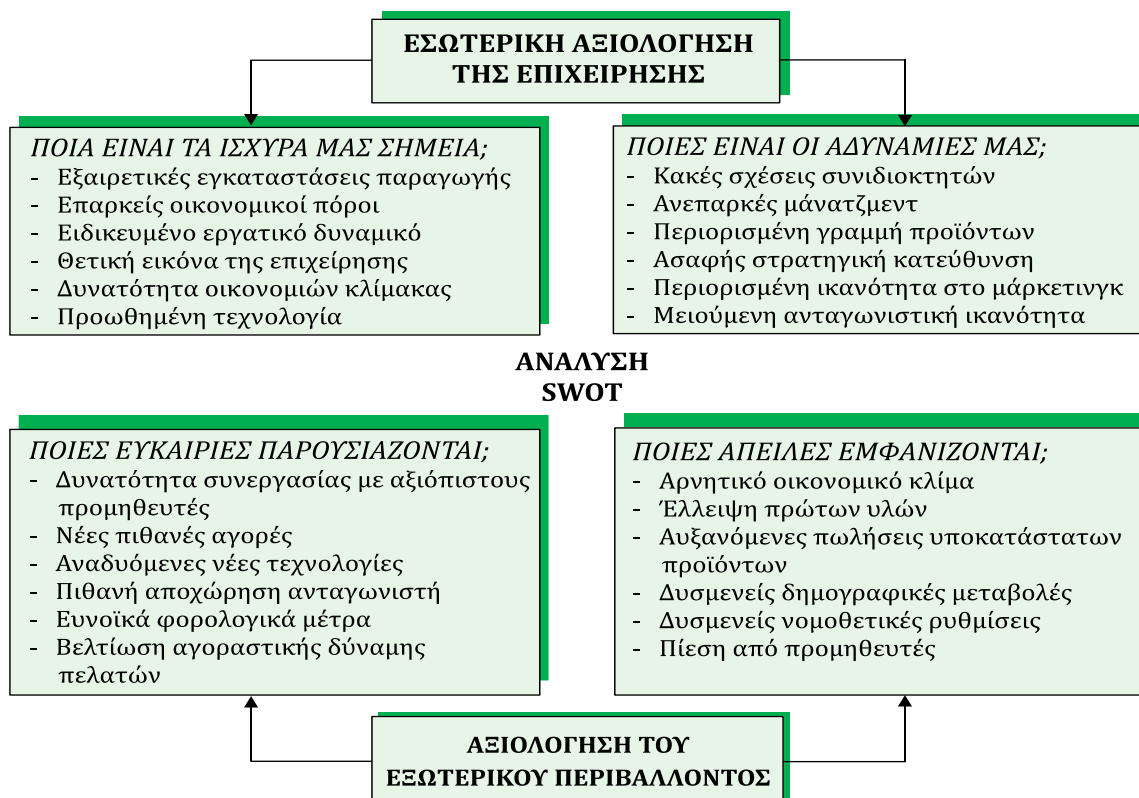 ΕΣΩΤΕΡΙΚΗ ΑΞΙΟΛΟΓΗΣΗ
ΤΗΣ ΕΠΙΧΕΙΡΗΣΗΣ
ΠΟΙΑ ΕΙΝΑΙ ΤΑ ΙΣΧΥΡΑ ΜΑΣ ΣΗΜΕΙΑ;
- Εξαιρετικές εγκαταστάσεις παραγωγής
- Επαρκείς οικονομικοί πόροι
- Ειδικευμένο εργατικό δυναμικό
- Θετική εικόνα της επιχείρησης
- Δυνατότητα οικονομιών κλίμακας
- Προωθημένη τεχνολογία
ΠΟΙΕΣ ΕΙΝΑΙ ΟΙ ΑΔΥΝΑΜΙΕΣ ΜΑΣ;
- Κακές σχέσεις συνιδιοκτητών
- Ανεπαρκές μάνατζμεντ
- Περιορισμένη γραμμή προϊόντων
- Ασαφής στρατηγική κατεύθυνση
- Περιορισμένη ικανότητα στο μάρκετινγκ
- Μειούμενη ανταγωνιστική ικανότητα
ΑΝΑΛΥΣΗ
SWOT
ΠΟΙΕΣ ΕΥΚΑΙΡΙΕΣ ΠΑΡΟΥΣΙΑΖΟΝΤΑΙ;
- Δυνατότητα συνεργασίας με αξιόπιστους
προμηθευτές
- Νέες πιθανές αγορές
- Αναδυόμενες νέες τεχνολογίες
- Πιθανή αποχώρηση ανταγωνιστή
- Ευνοϊκά φορολογικά μέτρα
- Βελτίωση αγοραστικής δύναμης
πελατών
ΠΟΙΕΣ ΑΠΕΙΛΕΣ ΕΜΦΑΝΙΖΟΝΤΑΙ;
- Αρνητικό οικονομικό κλίμα
- Έλλειψη πρώτων υλών
- Αυξανόμενες πωλήσεις υποκατάστατων
προϊόντων
- Δυσμενείς δημογραφικές μεταβολές
- Δυσμενείς νομοθετικές ρυθμίσεις
- Πίεση από προμηθευτές
ΑΞΙΟΛΟΓΗΣΗ ΤΟΥ
ΕΞΩΤΕΡΙΚΟΥ ΠΕΡΙΒΑΛΛΟΝΤΟΣ